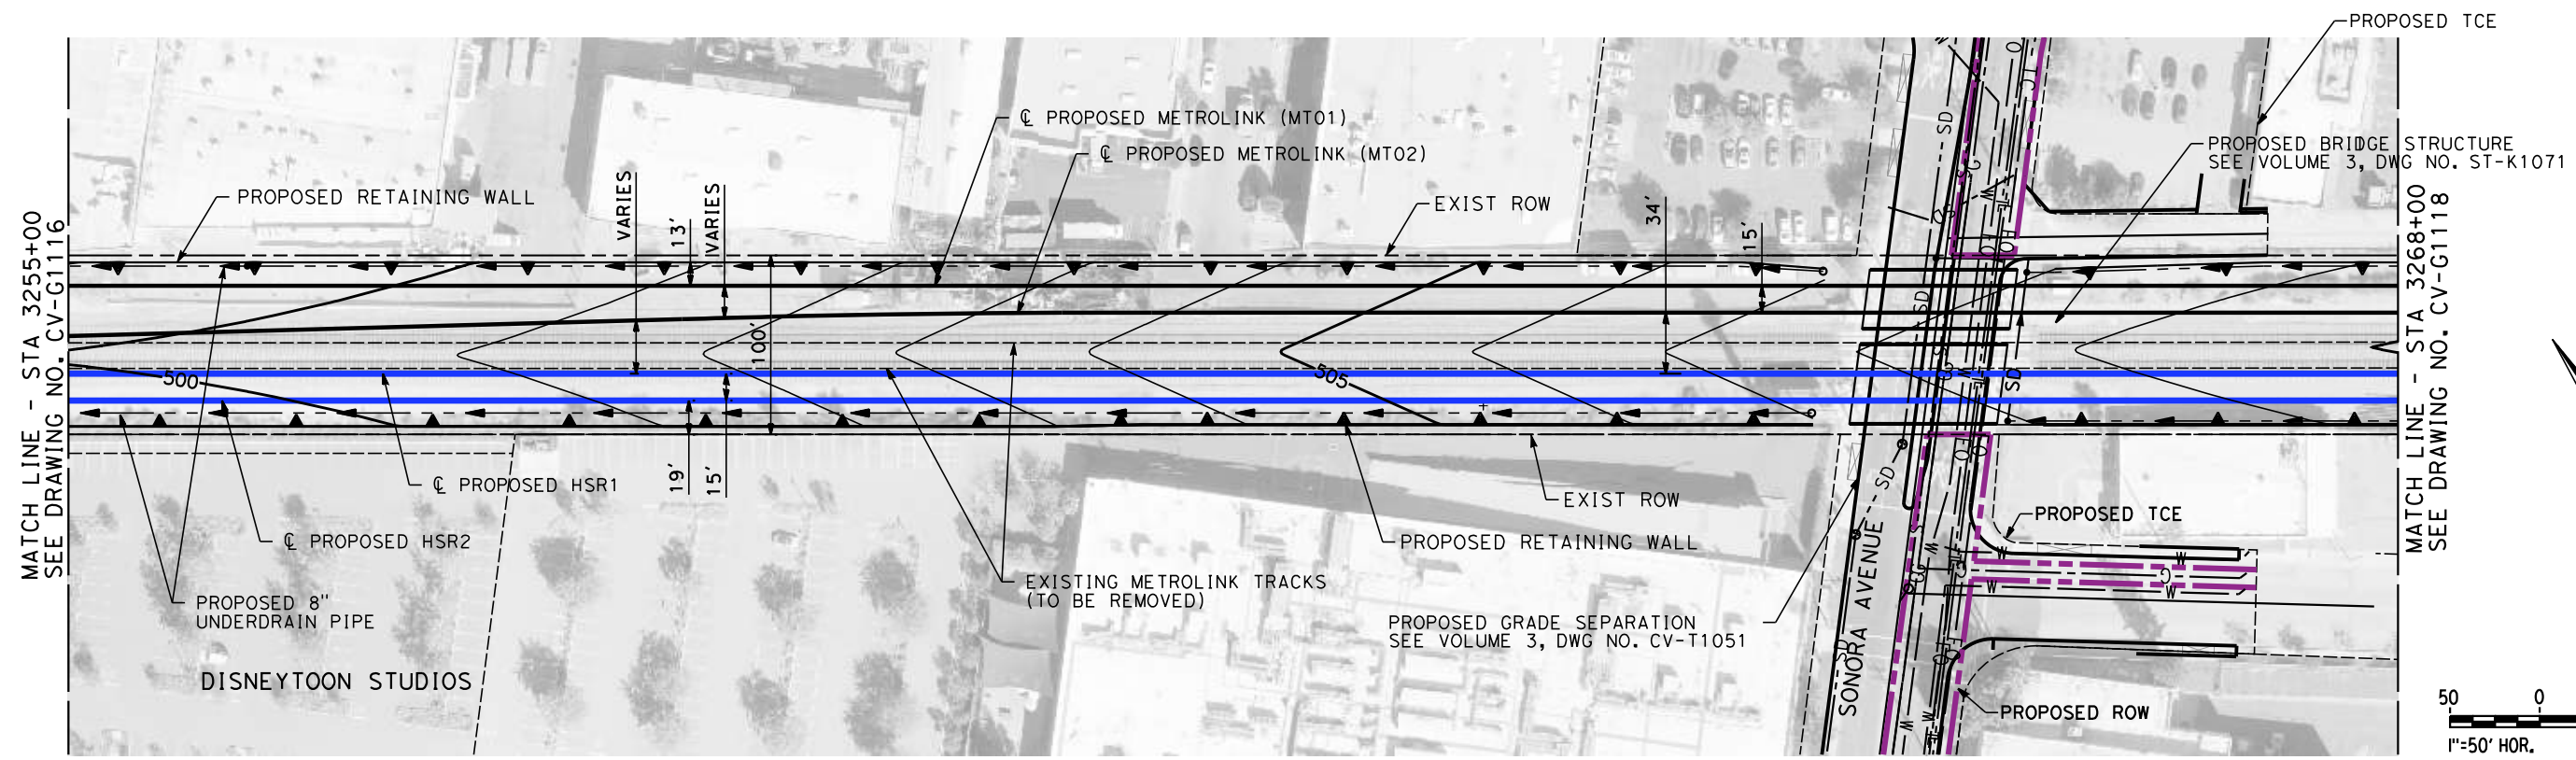 PROPOSED TCE
℄ PROPOSED METROLINK (MT01)
℄ PROPOSED METROLINK (MT02)
PROPOSED BRIDGE STRUCTURE
SEE VOLUME 3, DWG NO. ST-K1071
PROPOSED RETAINING WALL
VARIES
13'
VARIES
EXIST ROW
34'
15'
MATCH LINE - STA 3255+00
SEE DRAWING NO. CV-G1116
MATCH LINE - STA 3268+00
SEE DRAWING NO. CV-G1118
100'
500
505
SD
SD
SD
SD
SD
19'
15'
℄ PROPOSED HSR1
EXIST ROW
PROPOSED TCE
℄ PROPOSED HSR2
PROPOSED RETAINING WALL
EXISTING METROLINK TRACKS
(TO BE REMOVED)
PROPOSED 8"
UNDERDRAIN PIPE
PROPOSED GRADE SEPARATION
SEE VOLUME 3, DWG NO. CV-T1051
SONORA AVENUE
W
W
G
W
W
DISNEYTOON STUDIOS
PROPOSED ROW
50 0
1"=50' HOR.